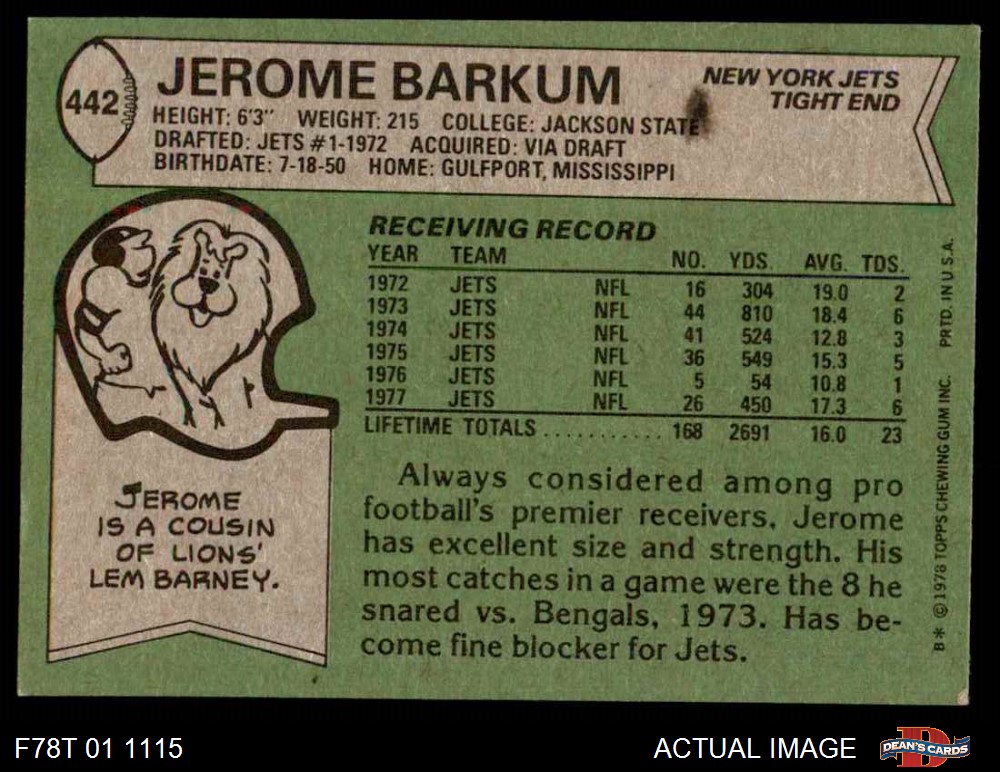 442
JEROME BARKUM
NEW YORK JETS
TIGHT END
HEIGHT: 6'3" WEIGHT: 215 COLLEGE: JACKSON STATE
DRAFTED: JETS #1-1972 ACQUIRED: VIA DRAFT
BIRTHDATE: 7-18-50 HOME: GULFPORT, MISSISSIPPI
RECEIVING RECORD
YEAR TEAM NO. YDS. AVG. TDS.
1972 JETS NFL 16 304 19.0 2
1973 JETS NFL 44 810 18.4 6
1974 JETS NFL 41 524 12.8 3
1975 JETS NFL 36 549 15.3 5
1976 JETS NFL 5 54 10.8 1
1977 JETS NFL 26 450 17.3 6
LIFETIME TOTALS ........... 168 2691 16.0 23
JEROME
IS A COUSIN
OF LIONS'
LEM BARNEY.
Always considered among pro
football's premier receivers, Jerome
has excellent size and strength. His
most catches in a game were the 8 he
snared vs. Bengals, 1973. Has be-
come fine blocker for Jets.
B* © 1978 TOPPS CHEWING GUM INC. PRTD. IN U.S.A.
F78T 01 1115
ACTUAL IMAGE
DEAN'S CARDS